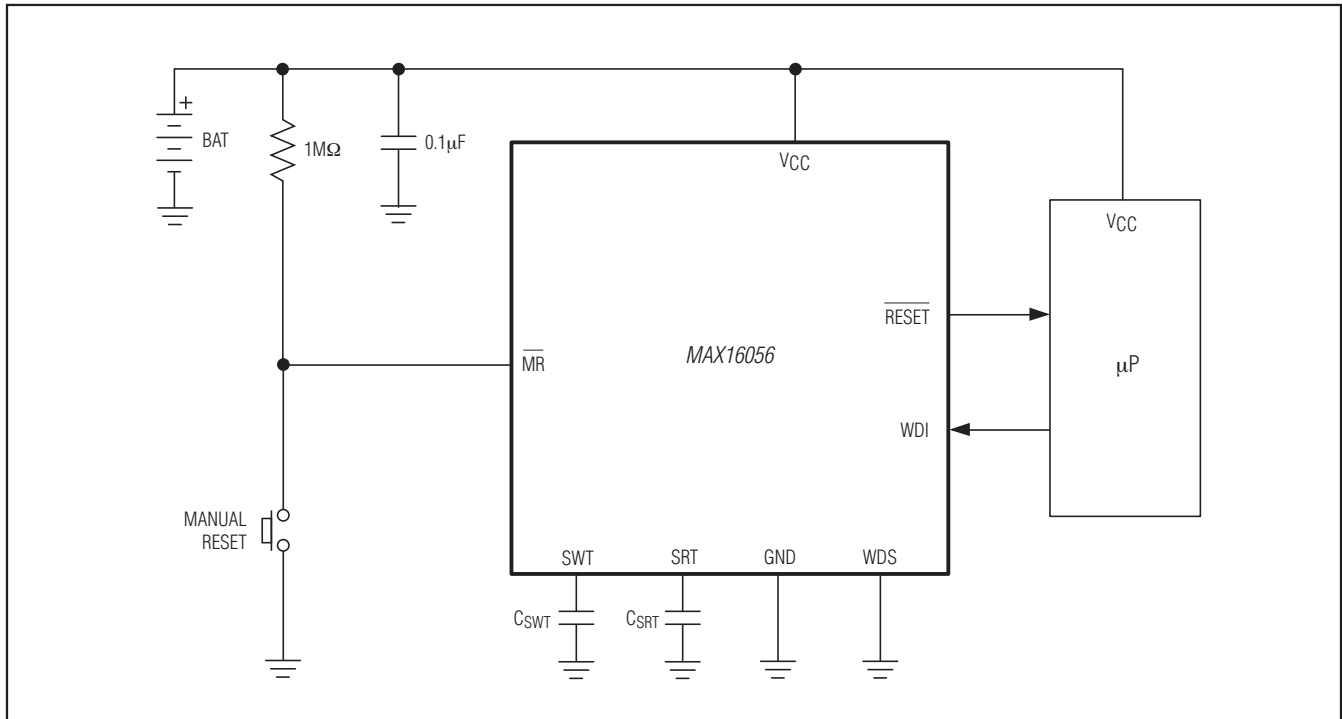 +
BAT
1MΩ
0.1µF
VCC
VCC
RESET
MR
MAX16056
µP
WDI
MANUAL
RESET
SWT
SRT
GND
WDS
CSWT
CSRT